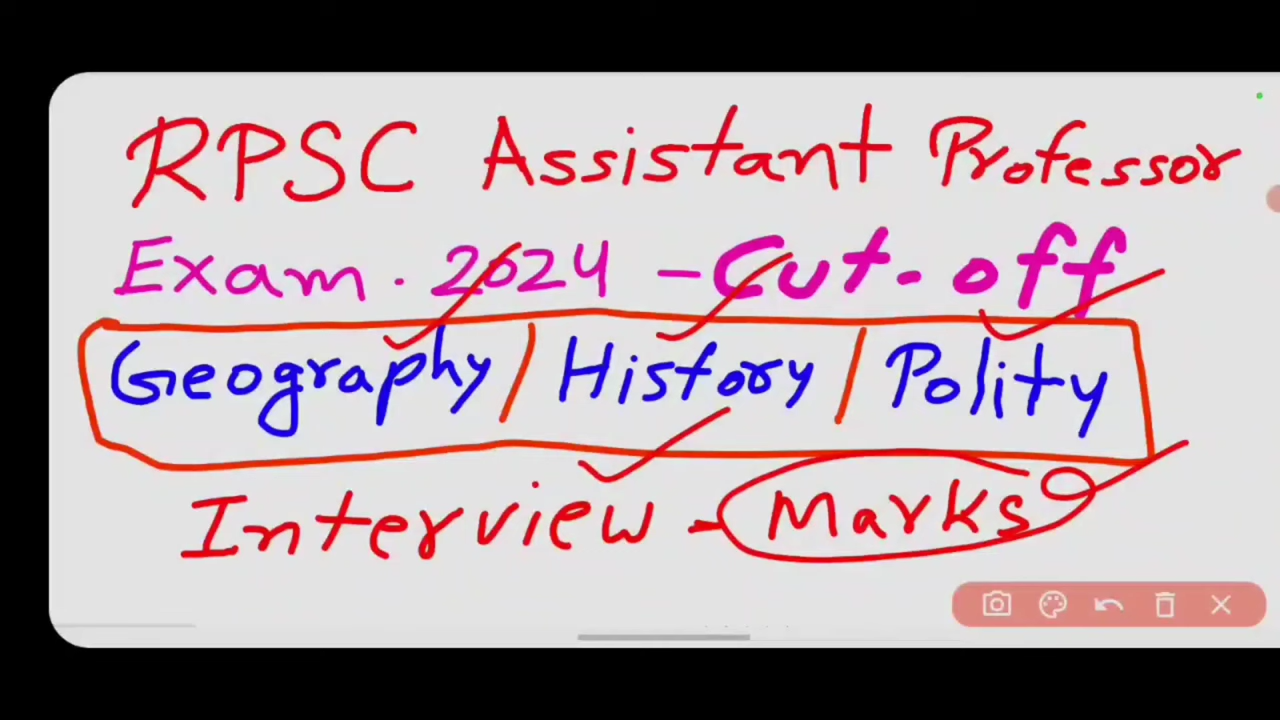 RPSC Assistant Professor
Exam. 2024 - Cut-off
Geography / History / Polity
Interview - Marks